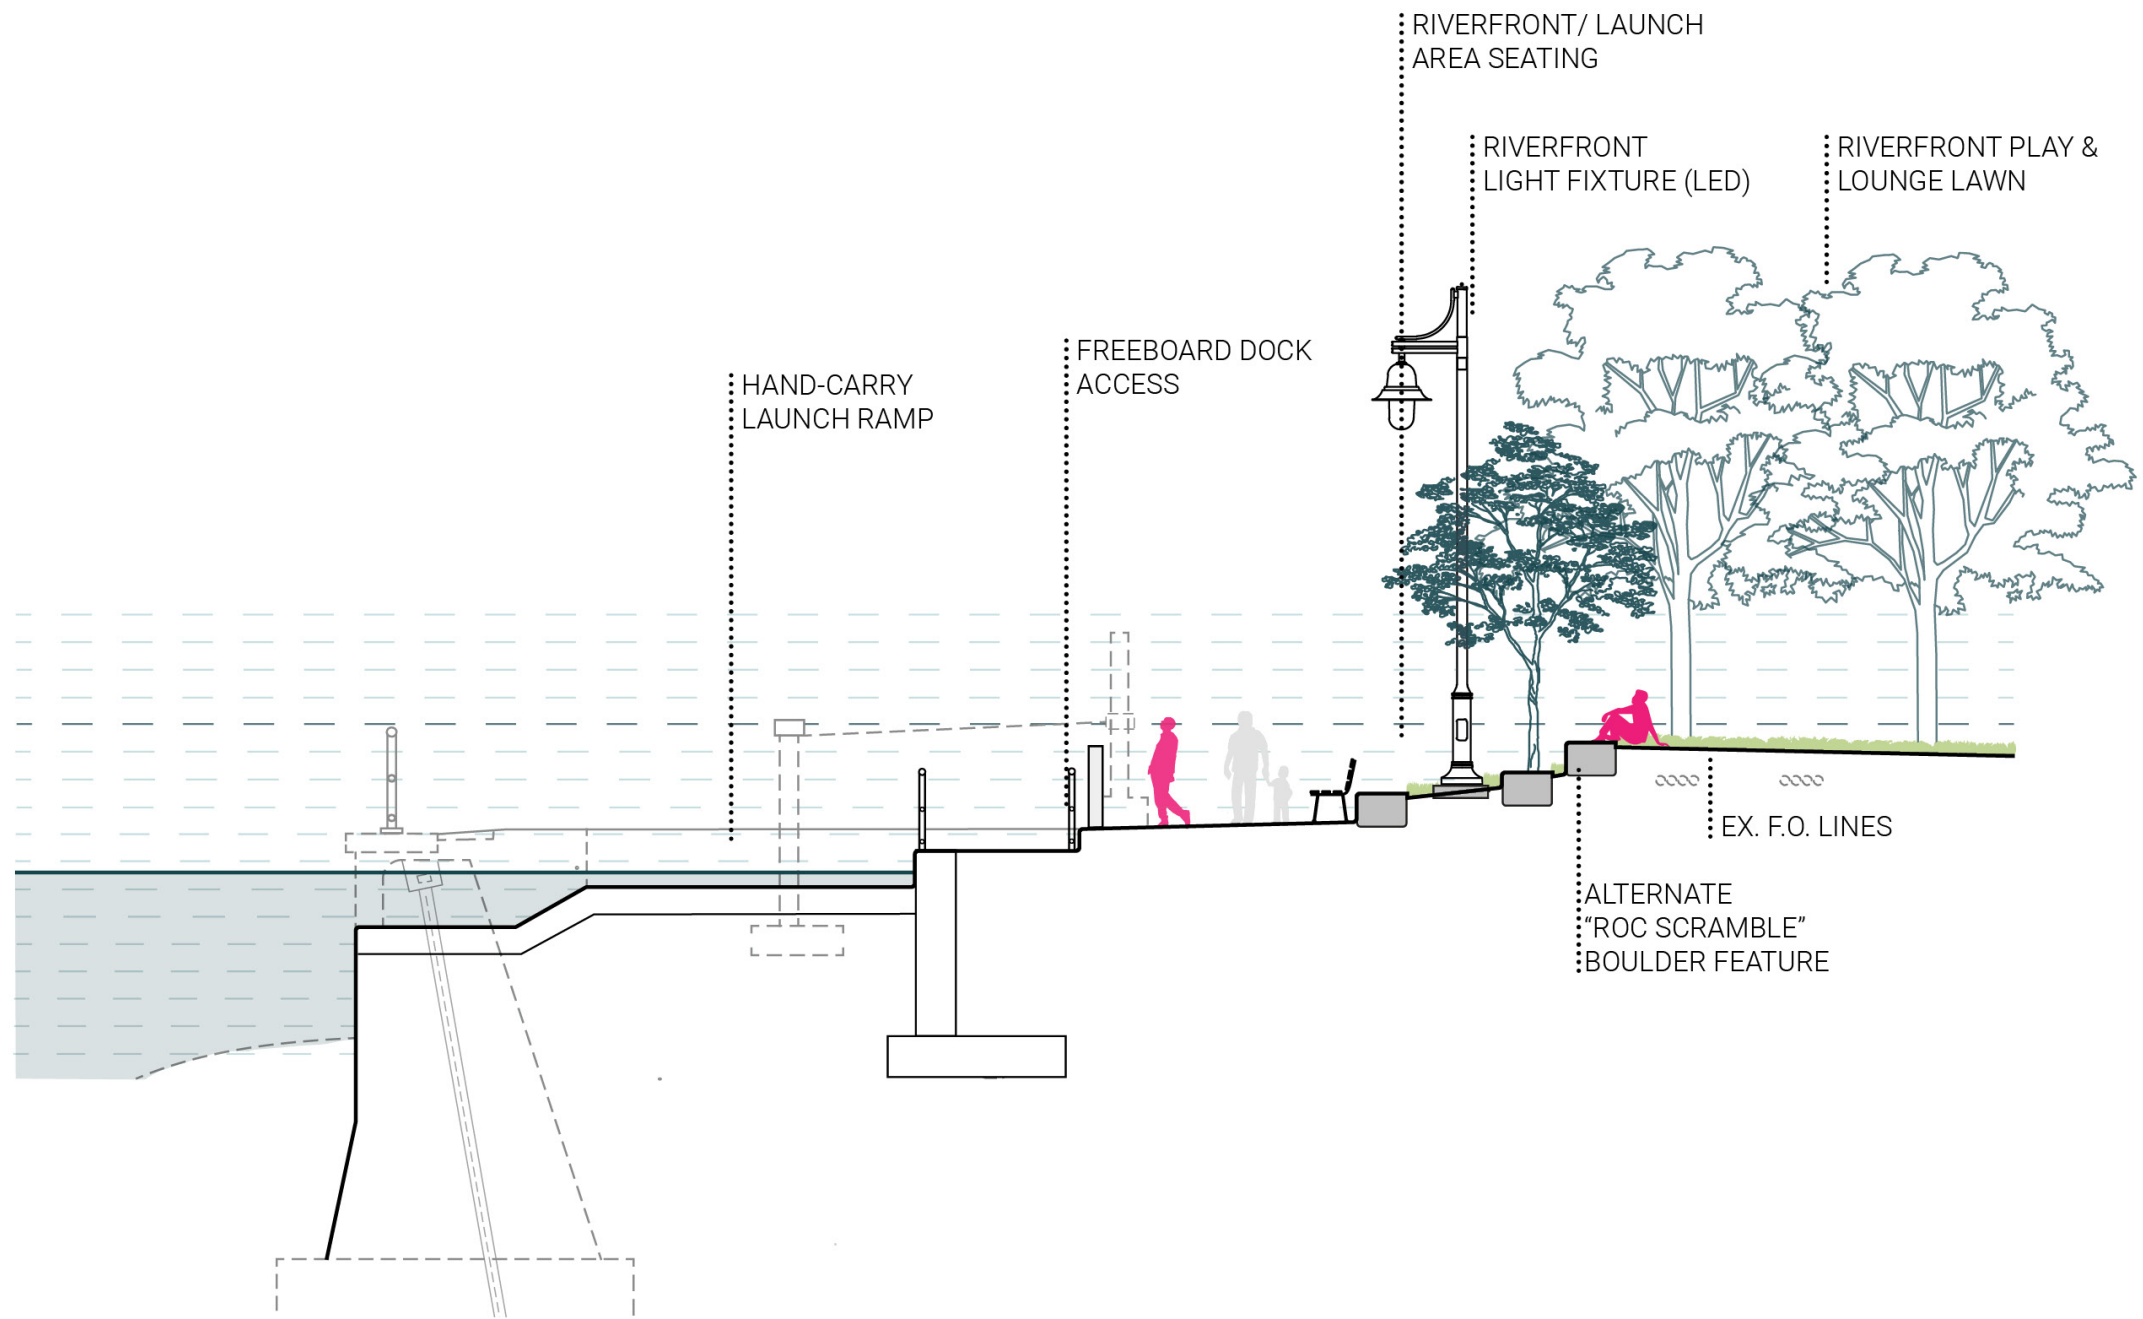 RIVERFRONT/ LAUNCH
AREA SEATING
RIVERFRONT
LIGHT FIXTURE (LED)
RIVERFRONT PLAY &
LOUNGE LAWN
FREEBOARD DOCK
ACCESS
HAND-CARRY
LAUNCH RAMP
EX. F.O. LINES
ALTERNATE
“ROC SCRAMBLE”
BOULDER FEATURE